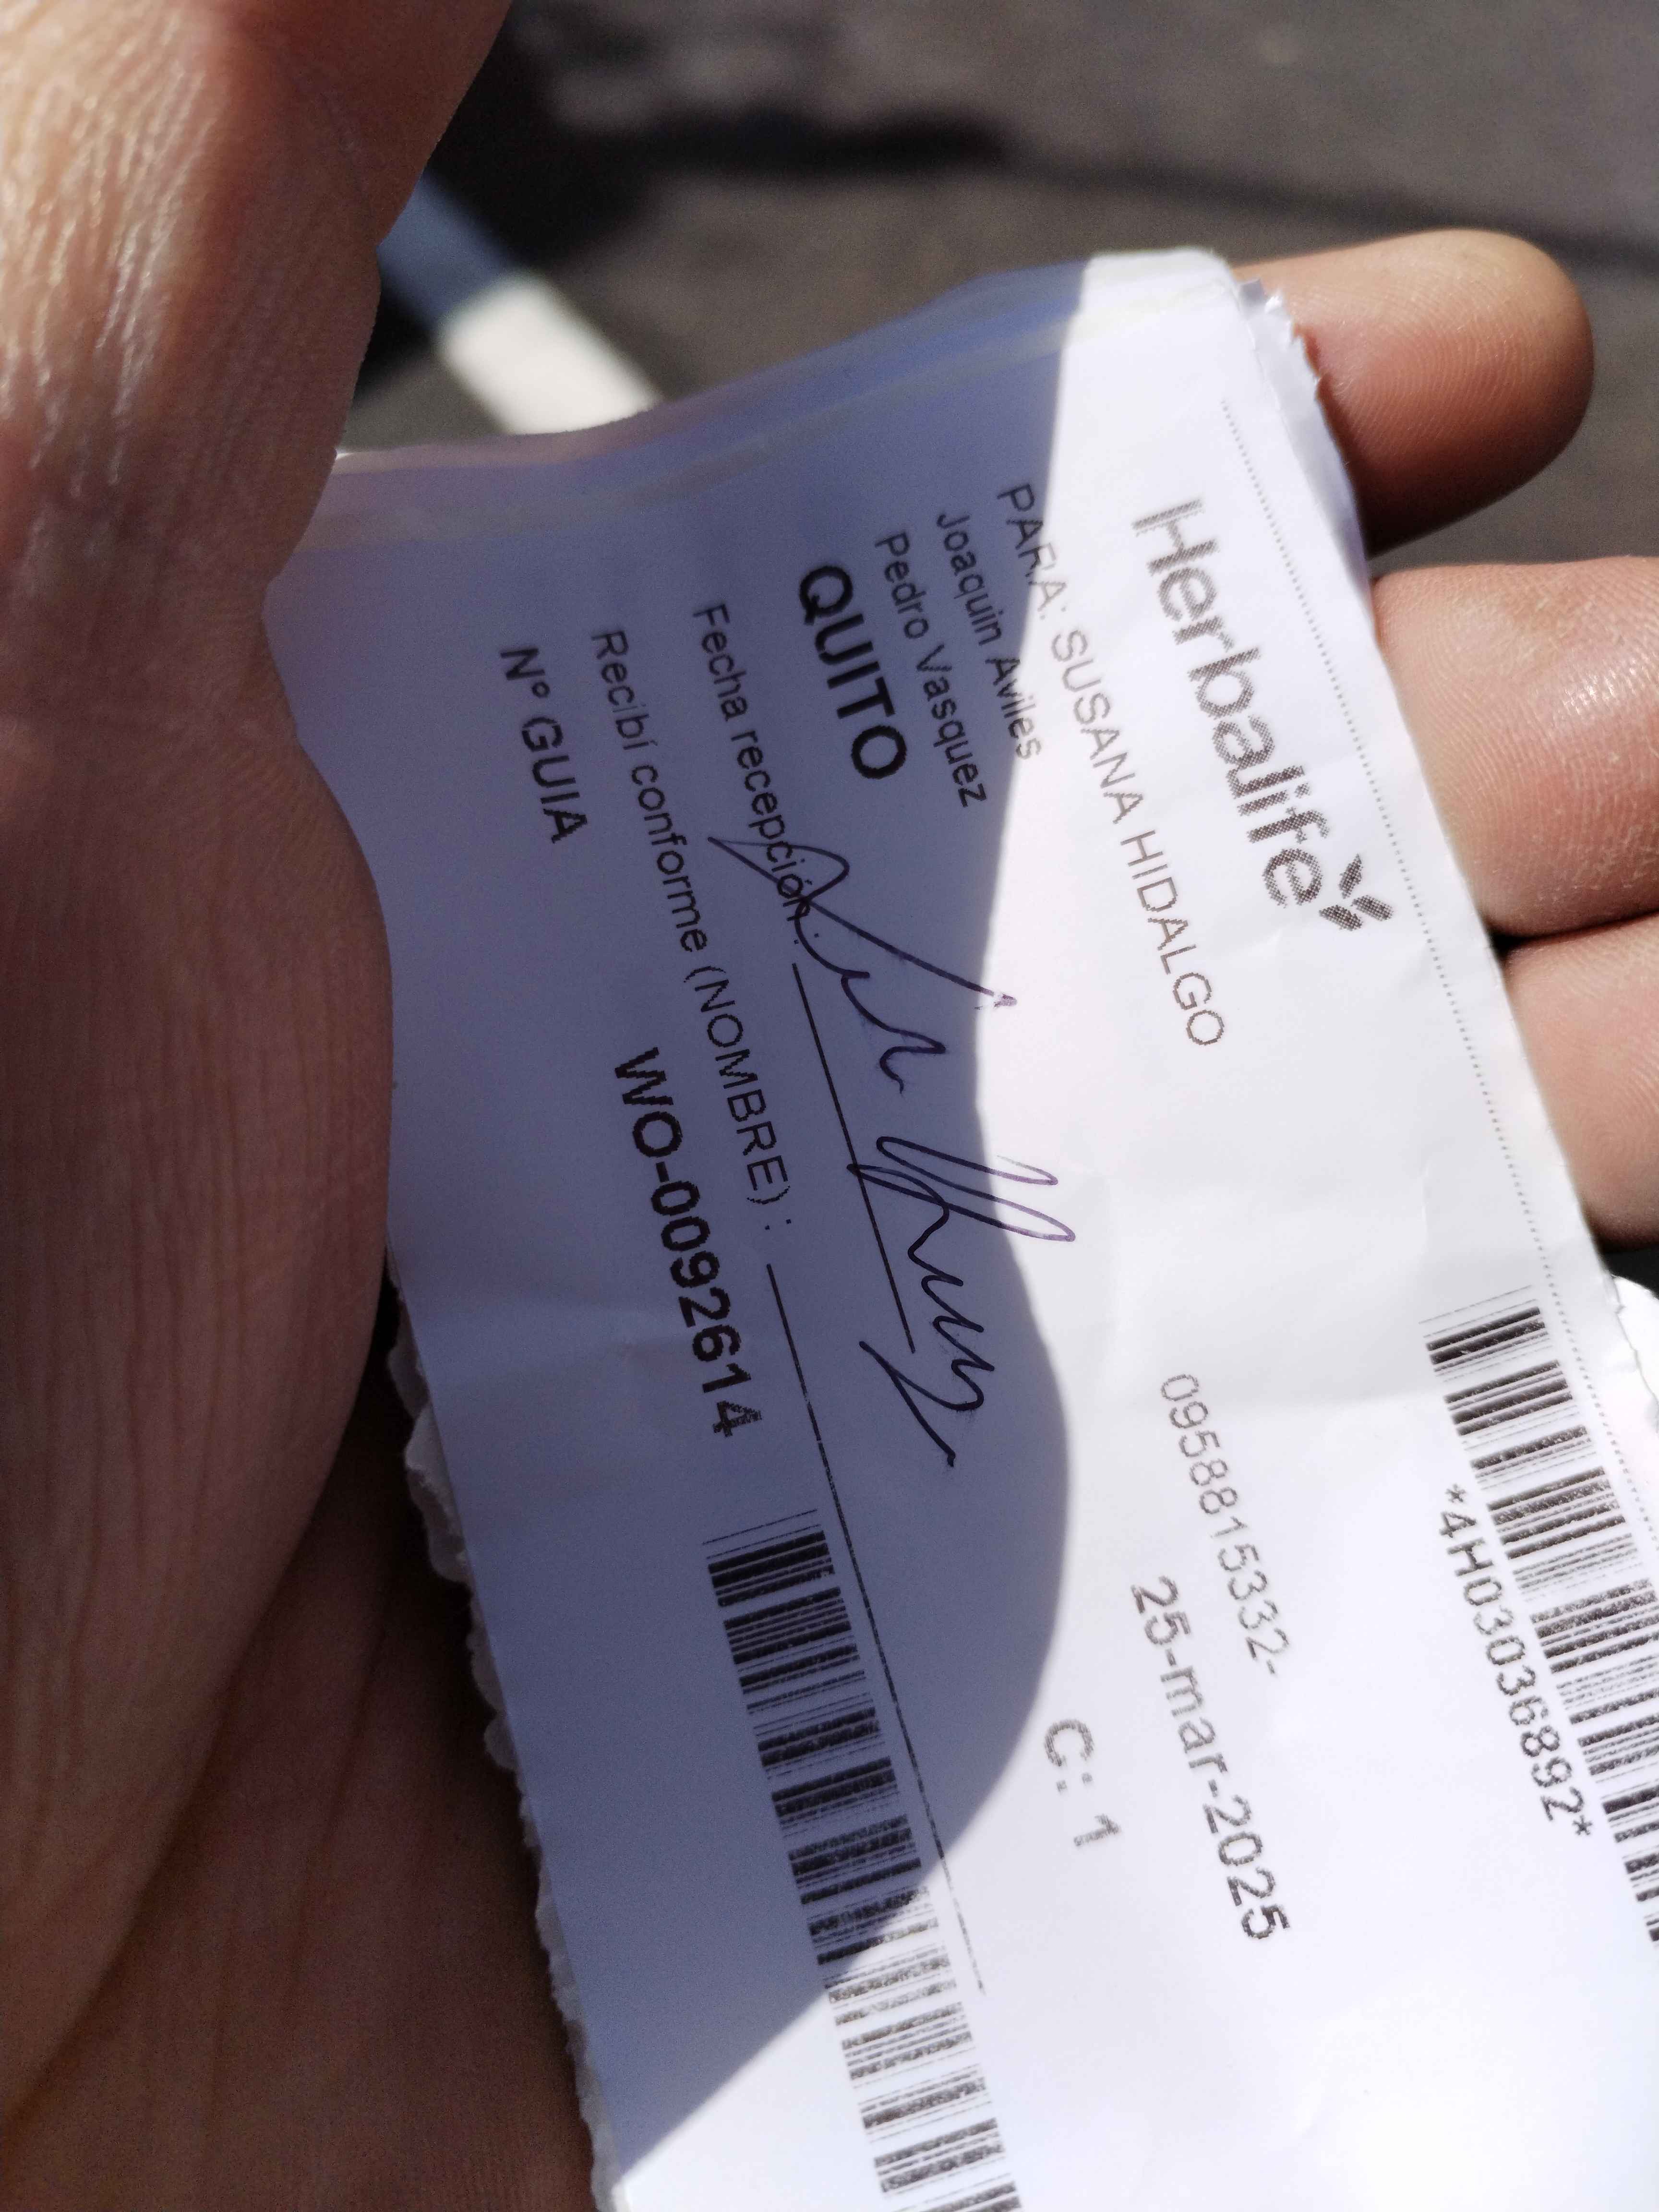 Herbalife
*4H03036892*
PARA: SUSANA HIDALGO 0958815332-
Joaquin Aviles
Pedro Vasquez 25-mar-2025
QUITO C: 1
Fecha recepción:
Recibí conforme (NOMBRE) :
Nº GUIA WO-0092614